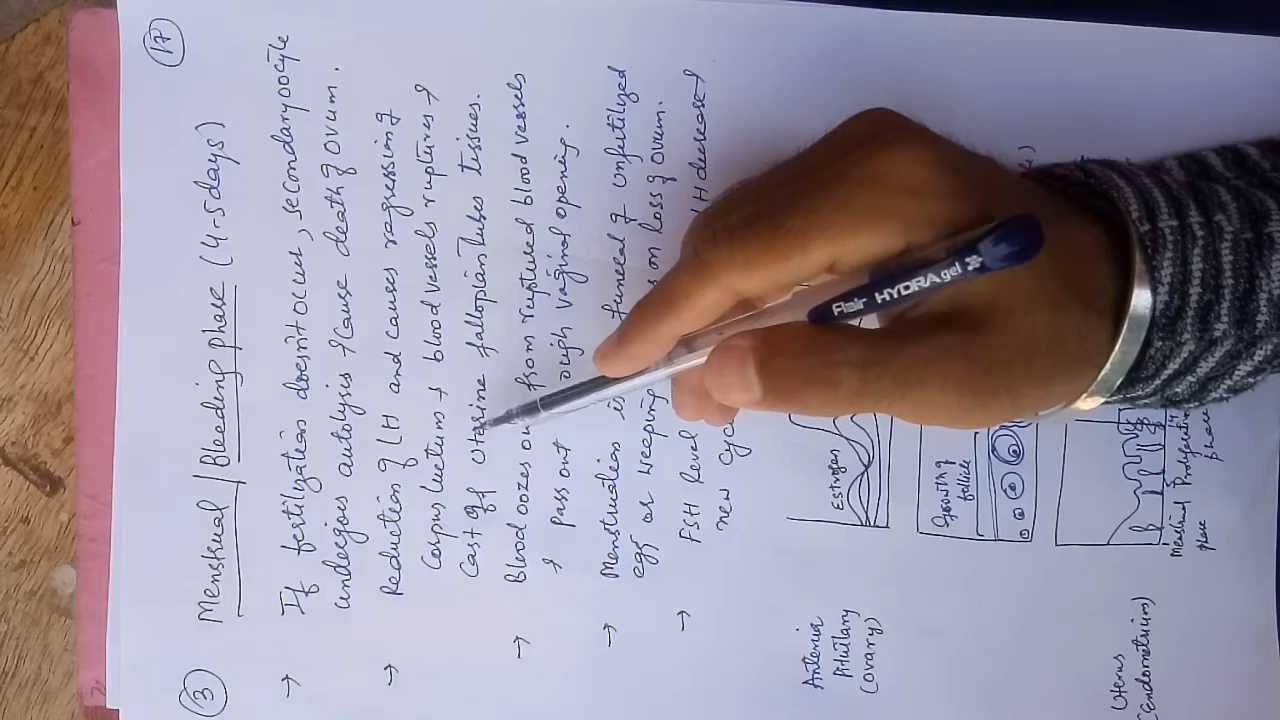 17
3 Menstrual / Bleeding phase (4-5 days)
→ If fertilization doesn't occur, secondary oocyte
undergoes autolysis & cause death of ovum.
→ Reduction of LH and causes regressing
Corpus luteum & blood vessels ruptures &
Cast off uterine fallopian tubes tissues.
→ Blood oozes from ruptured blood vessels
& pass out vaginal opening.
→ Menstruation is funeral of unfertilized
egg or weeping on loss of ovum.
→ FSH level LH decrease &
new
Anterior
Pituitary
(ovary)
Estrogen
Growth of
follicle
Uterus
(Endometrium)
Menstrual Proliferative
phase phase
Flair HYDRA gel